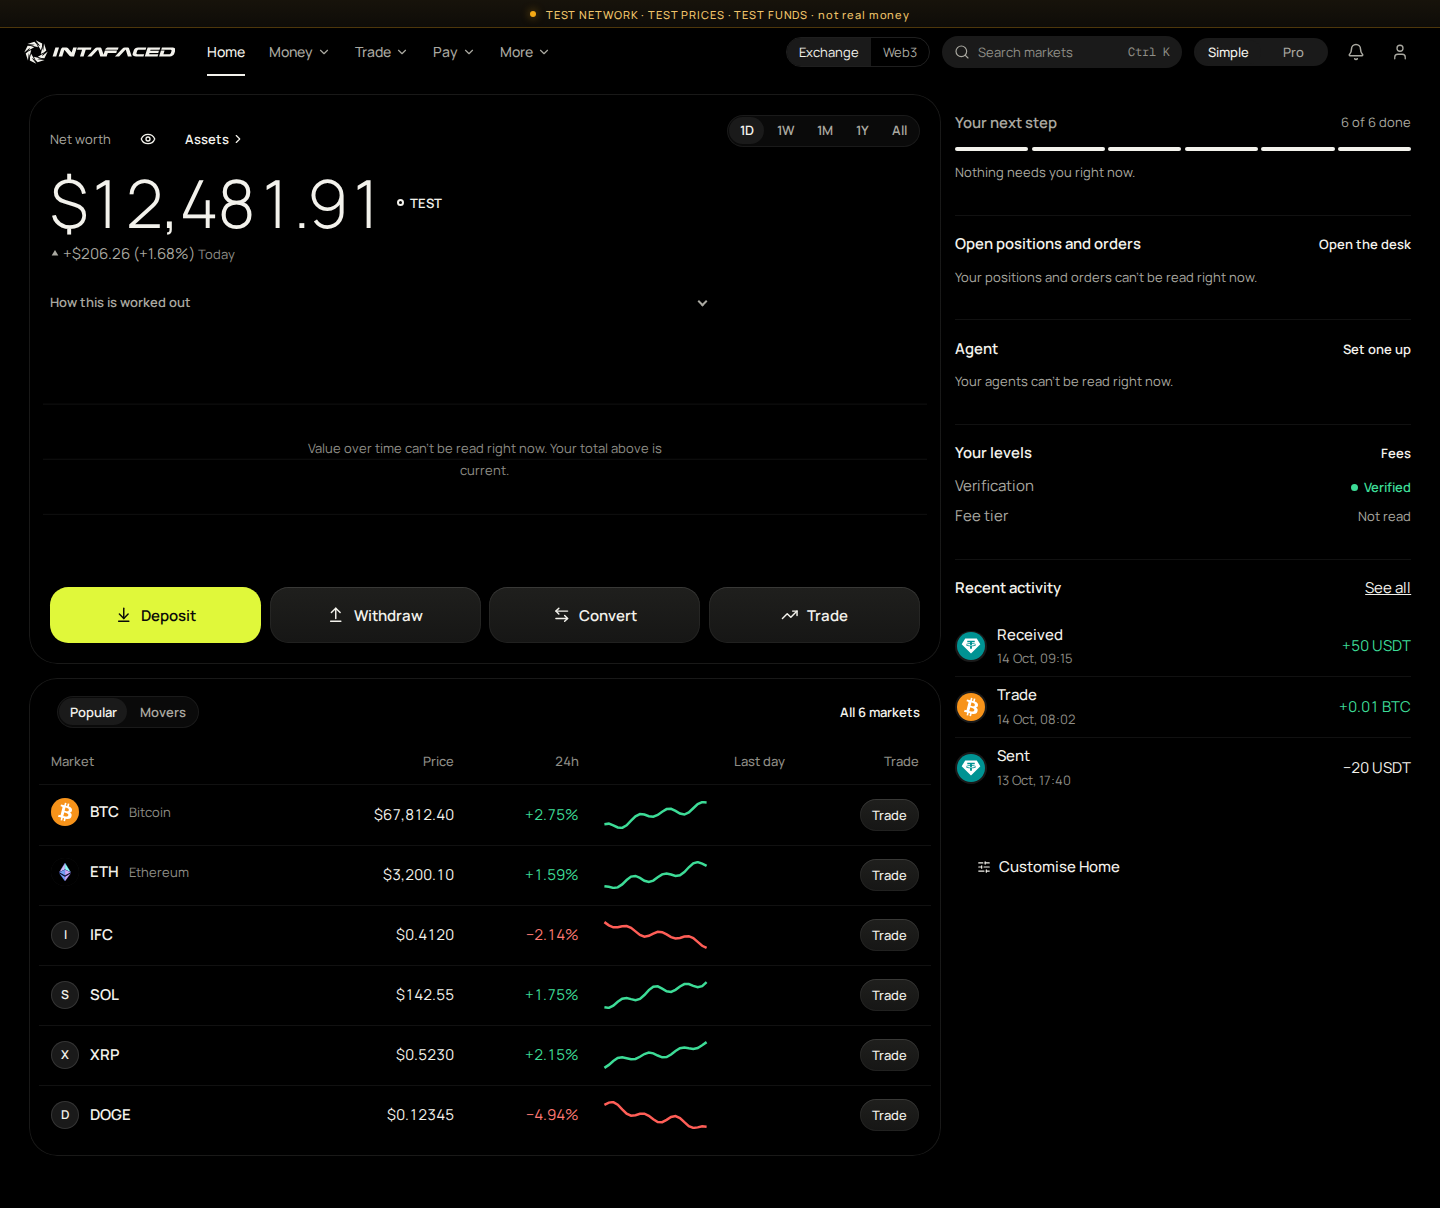 TEST NETWORK · TEST PRICES · TEST FUNDS · not real money
INTAFACED
Home
Money
Trade
Pay
More
Exchange
Web3
Search markets
Ctrl K
Simple
Pro
Net worth
Assets
1D
1W
1M
1Y
All
$12,481.91
TEST
+$206.26 (+1.68%) Today
How this is worked out
Value over time can't be read right now. Your total above is
current.
Deposit
Withdraw
Convert
Trade
Popular
Movers
All 6 markets
Market
Price
24h
Last day
Trade
BTC Bitcoin
$67,812.40
+2.75%
Trade
ETH Ethereum
$3,200.10
+1.59%
Trade
I
IFC
$0.4120
−2.14%
Trade
S
SOL
$142.55
+1.75%
Trade
X
XRP
$0.5230
+2.15%
Trade
D
DOGE
$0.12345
−4.94%
Trade
Your next step
6 of 6 done
Nothing needs you right now.
Open positions and orders
Open the desk
Your positions and orders can't be read right now.
Agent
Set one up
Your agents can't be read right now.
Your levels
Fees
Verification
Verified
Fee tier
Not read
Recent activity
See all
Received
14 Oct, 09:15
+50 USDT
Trade
14 Oct, 08:02
+0.01 BTC
Sent
13 Oct, 17:40
−20 USDT
Customise Home